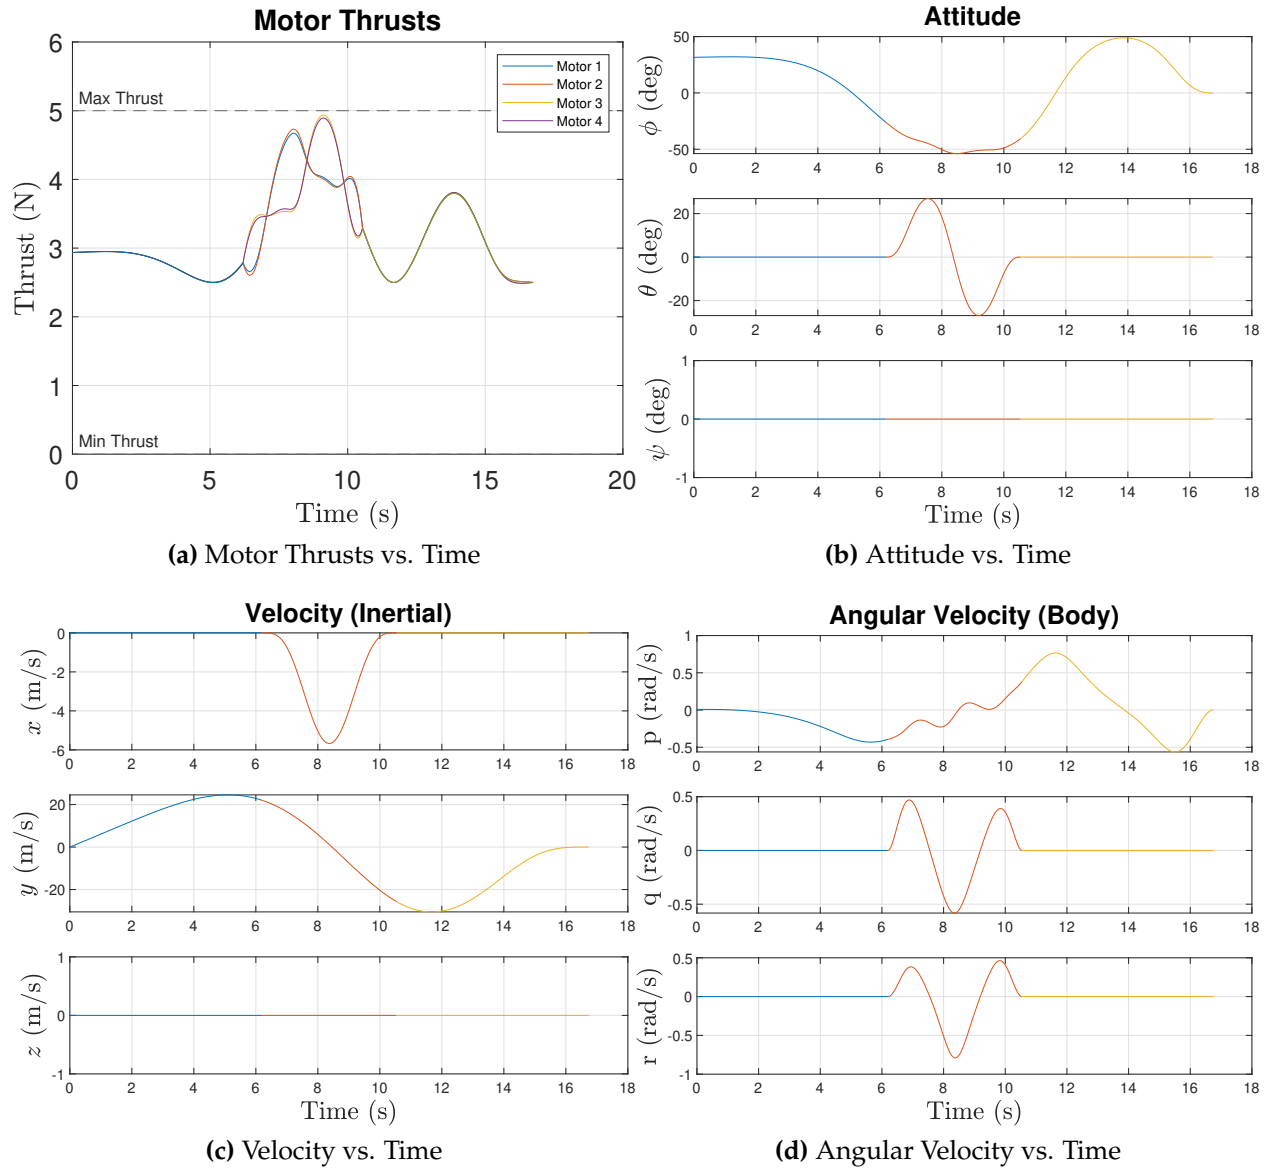 Motor Thrusts
Thrust (N)
6
5
4
3
2
1
0
Max Thrust
Min Thrust
Motor 1
Motor 2
Motor 3
Motor 4
0 5 10 15 20
Time (s)
(a) Motor Thrusts vs. Time
Attitude
ϕ (deg)
50
0
-50
0 2 4 6 8 10 12 14 16 18
θ (deg)
20
0
-20
0 2 4 6 8 10 12 14 16 18
ψ (deg)
1
0
-1
0 2 4 6 8 10 12 14 16 18
Time (s)
(b) Attitude vs. Time
Velocity (Inertial)
x (m/s)
0
-2
-4
-6
0 2 4 6 8 10 12 14 16 18
y (m/s)
20
0
-20
0 2 4 6 8 10 12 14 16 18
z (m/s)
1
0
-1
0 2 4 6 8 10 12 14 16 18
Time (s)
(c) Velocity vs. Time
Angular Velocity (Body)
p (rad/s)
1
0.5
0
-0.5
0 2 4 6 8 10 12 14 16 18
q (rad/s)
0.5
0
-0.5
0 2 4 6 8 10 12 14 16 18
r (rad/s)
0.5
0
-0.5
-1
0 2 4 6 8 10 12 14 16 18
Time (s)
(d) Angular Velocity vs. Time